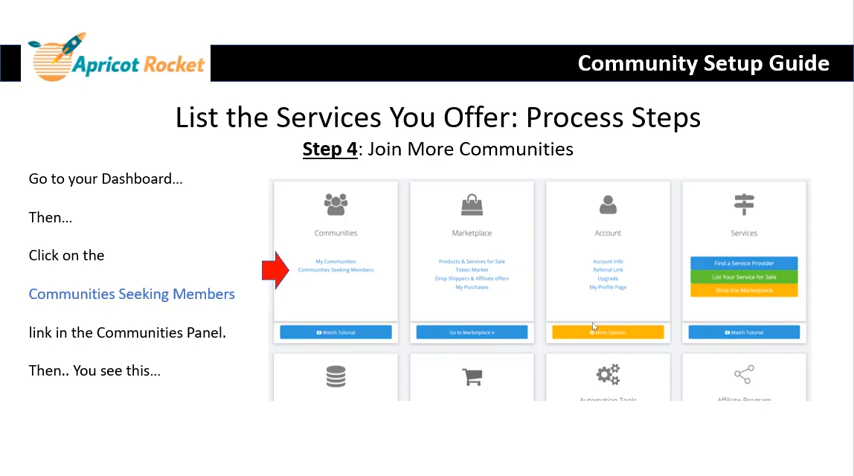 Apricot Rocket
Community Setup Guide
List the Services You Offer: Process Steps
Step 4: Join More Communities
Go to your Dashboard...
Then...
Click on the
Communities Seeking Members
link in the Communities Panel.
Then.. You see this...
Communities
My Communities
Communities Seeking Members
Watch Tutorial
Marketplace
Products & Services for Sale
Token Market
Drop Shippers & Affiliate offers
My Purchases
Go to Marketplace »
Account
Account Info
Referral Link
Upgrade
My Profile Page
Options
Services
Find a Service Provider
List Your Service for Sale
Shop the Marketplace
Watch Tutorial
Automation Tools
Affiliate Program